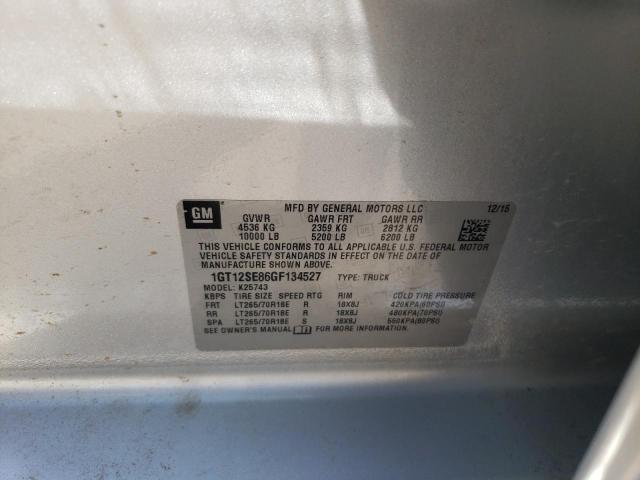 GM
MFD BY GENERAL MOTORS LLC 12/15
GVWR GAWR FRT GAWR RR
4536 KG 2359 KG 2812 KG
10000 LB 5200 LB 6200 LB
THIS VEHICLE CONFORMS TO ALL APPLICABLE U.S. FEDERAL MOTOR
VEHICLE SAFETY STANDARDS IN EFFECT ON THE DATE OF
MANUFACTURE SHOWN ABOVE.
1GT12SE86GF134527 TYPE: TRUCK
MODEL: K25743
KBPS TIRE SIZE SPEED RTG RIM COLD TIRE PRESSURE
FRT LT265/70R18E R 18X8J 420KPA(60PSI)
RR LT265/70R18E R 18X8J 480KPA(70PSI)
SPA LT265/70R18E S 18X8J 550KPA(80PSI)
SEE OWNER'S MANUAL FOR MORE INFORMATION.